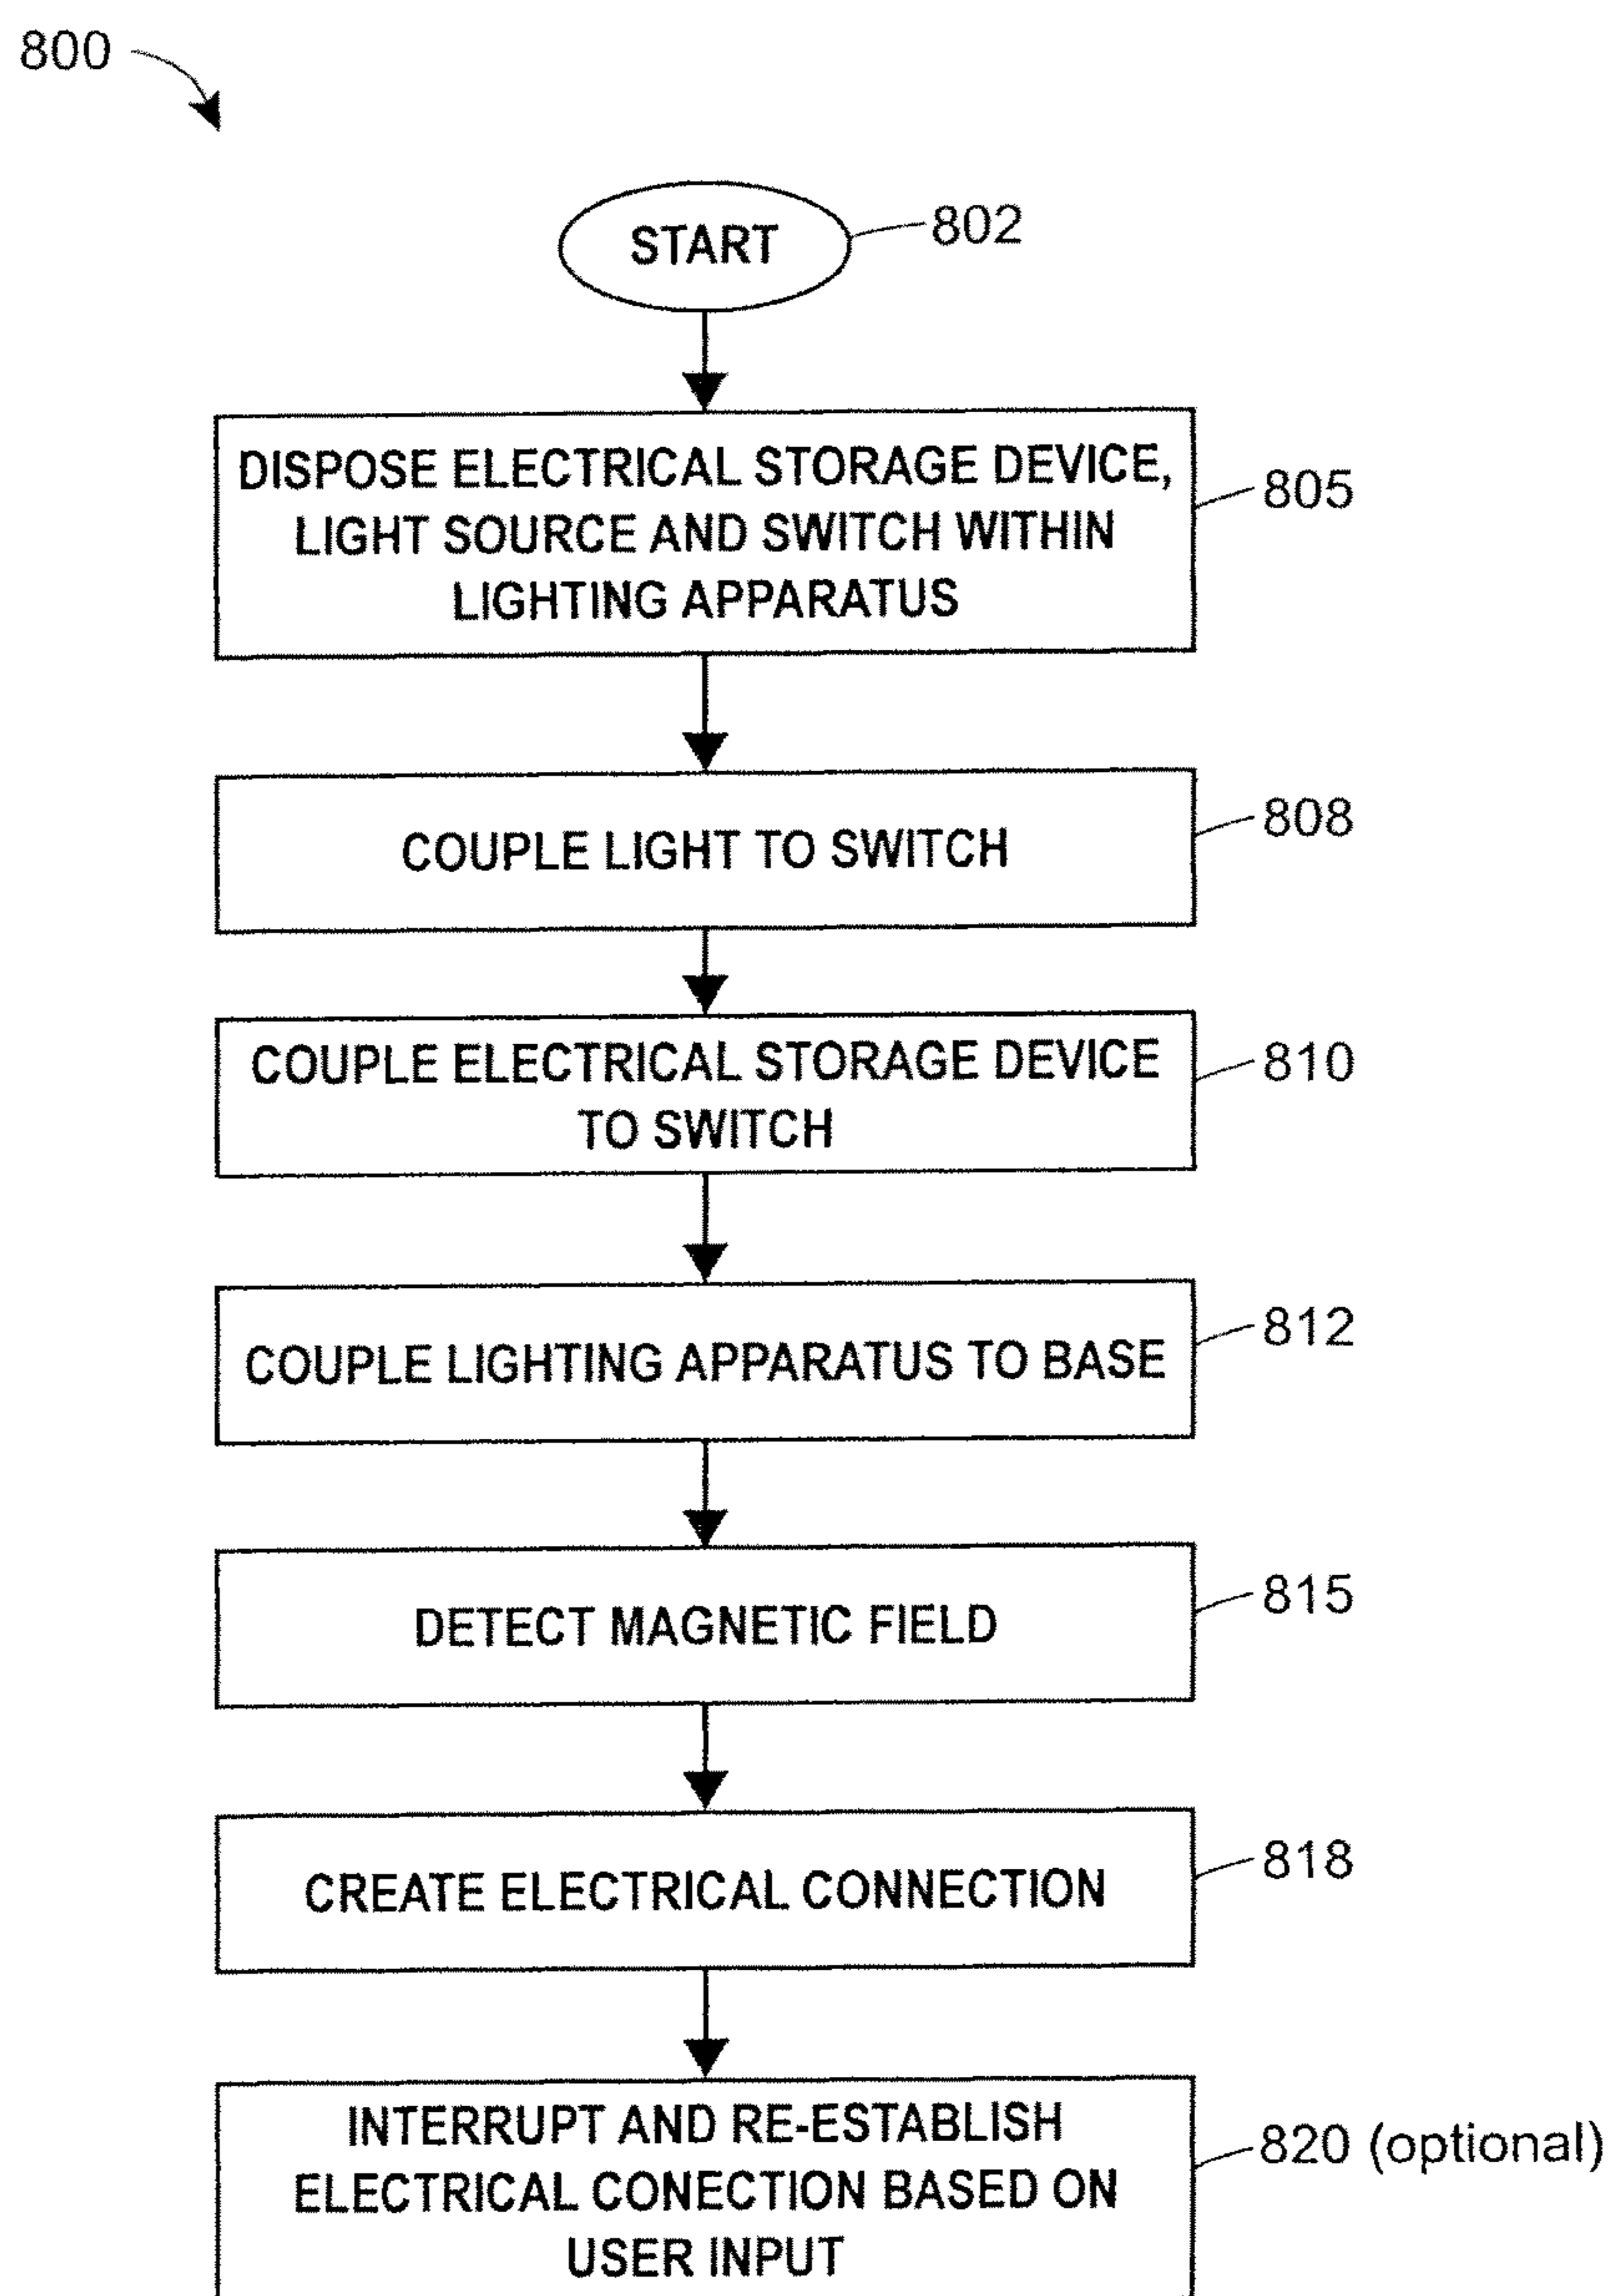 800
START
802
DISPOSE ELECTRICAL STORAGE DEVICE,
LIGHT SOURCE AND SWITCH WITHIN
LIGHTING APPARATUS
805
COUPLE LIGHT TO SWITCH
808
COUPLE ELECTRICAL STORAGE DEVICE
TO SWITCH
810
COUPLE LIGHTING APPARATUS TO BASE
812
DETECT MAGNETIC FIELD
815
CREATE ELECTRICAL CONNECTION
818
INTERRUPT AND RE-ESTABLISH
ELECTRICAL CONECTION BASED ON
USER INPUT
820 (optional)